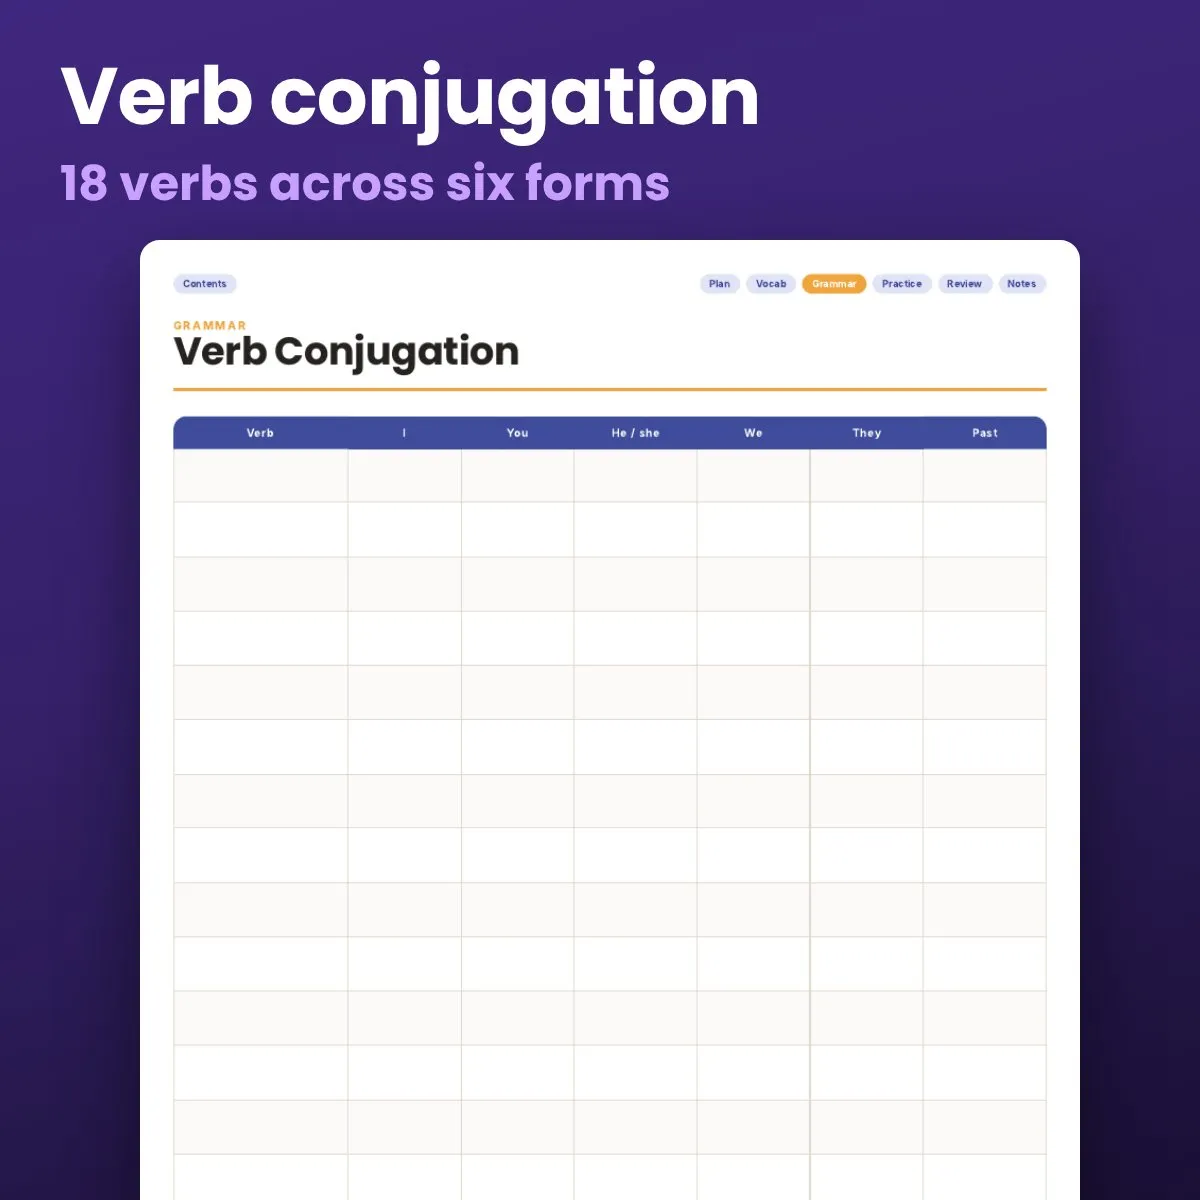 Verb conjugation
18 verbs across six forms
Contents Plan Vocab Grammar Practice Review Notes
GRAMMAR
Verb Conjugation
Verb I You He / she We They Past